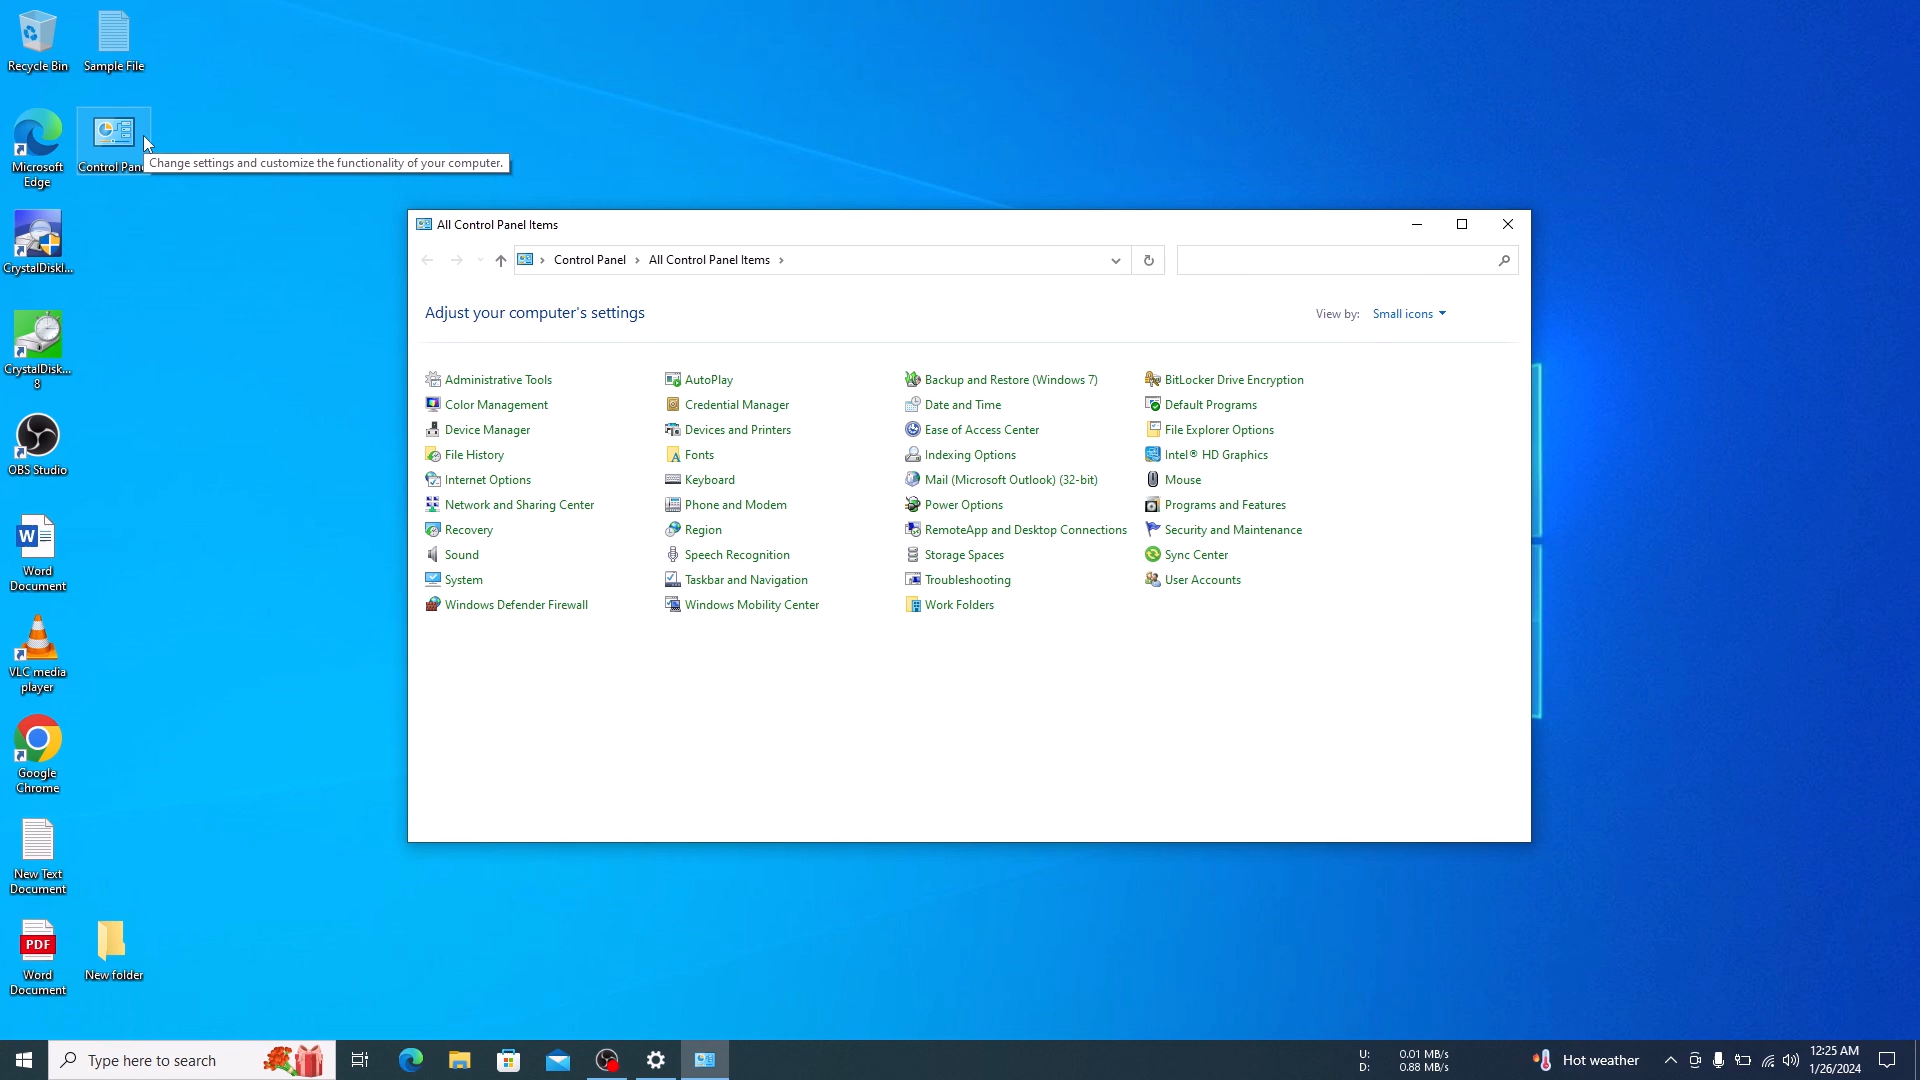 Recycle Bin
Sample File
Microsoft
Edge
Control Pan
Change settings and customize the functionality of your computer.
CrystalDiskI...
CrystalDisk...
8
OBS Studio
W
Word
Document
VLC media
player
Google
Chrome
New Text
Document
PDF
Word
Document
New folder
All Control Panel Items
Control Panel
All Control Panel Items
Adjust your computer's settings
View by: Small icons
Administrative Tools
AutoPlay
Backup and Restore (Windows 7)
BitLocker Drive Encryption
Color Management
Credential Manager
Date and Time
Default Programs
Device Manager
Devices and Printers
Ease of Access Center
File Explorer Options
File History
Fonts
Indexing Options
Intel® HD Graphics
Internet Options
Keyboard
Mail (Microsoft Outlook) (32-bit)
Mouse
Network and Sharing Center
Phone and Modem
Power Options
Programs and Features
Recovery
Region
RemoteApp and Desktop Connections
Security and Maintenance
Sound
Speech Recognition
Storage Spaces
Sync Center
System
Taskbar and Navigation
Troubleshooting
User Accounts
Windows Defender Firewall
Windows Mobility Center
Work Folders
Type here to search
U: 0.01 MB/s
D: 0.88 MB/s
Hot weather
12:25 AM
1/26/2024